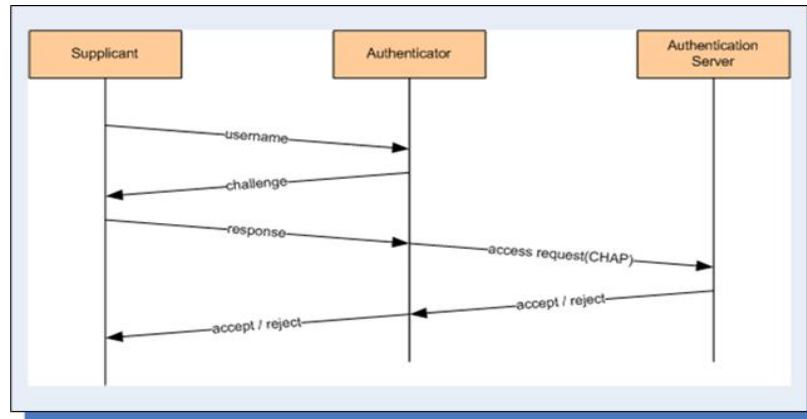 Supplicant
Authenticator
Authentication
Server
username
challenge
response
access request(CHAP)
accept / reject
accept / reject